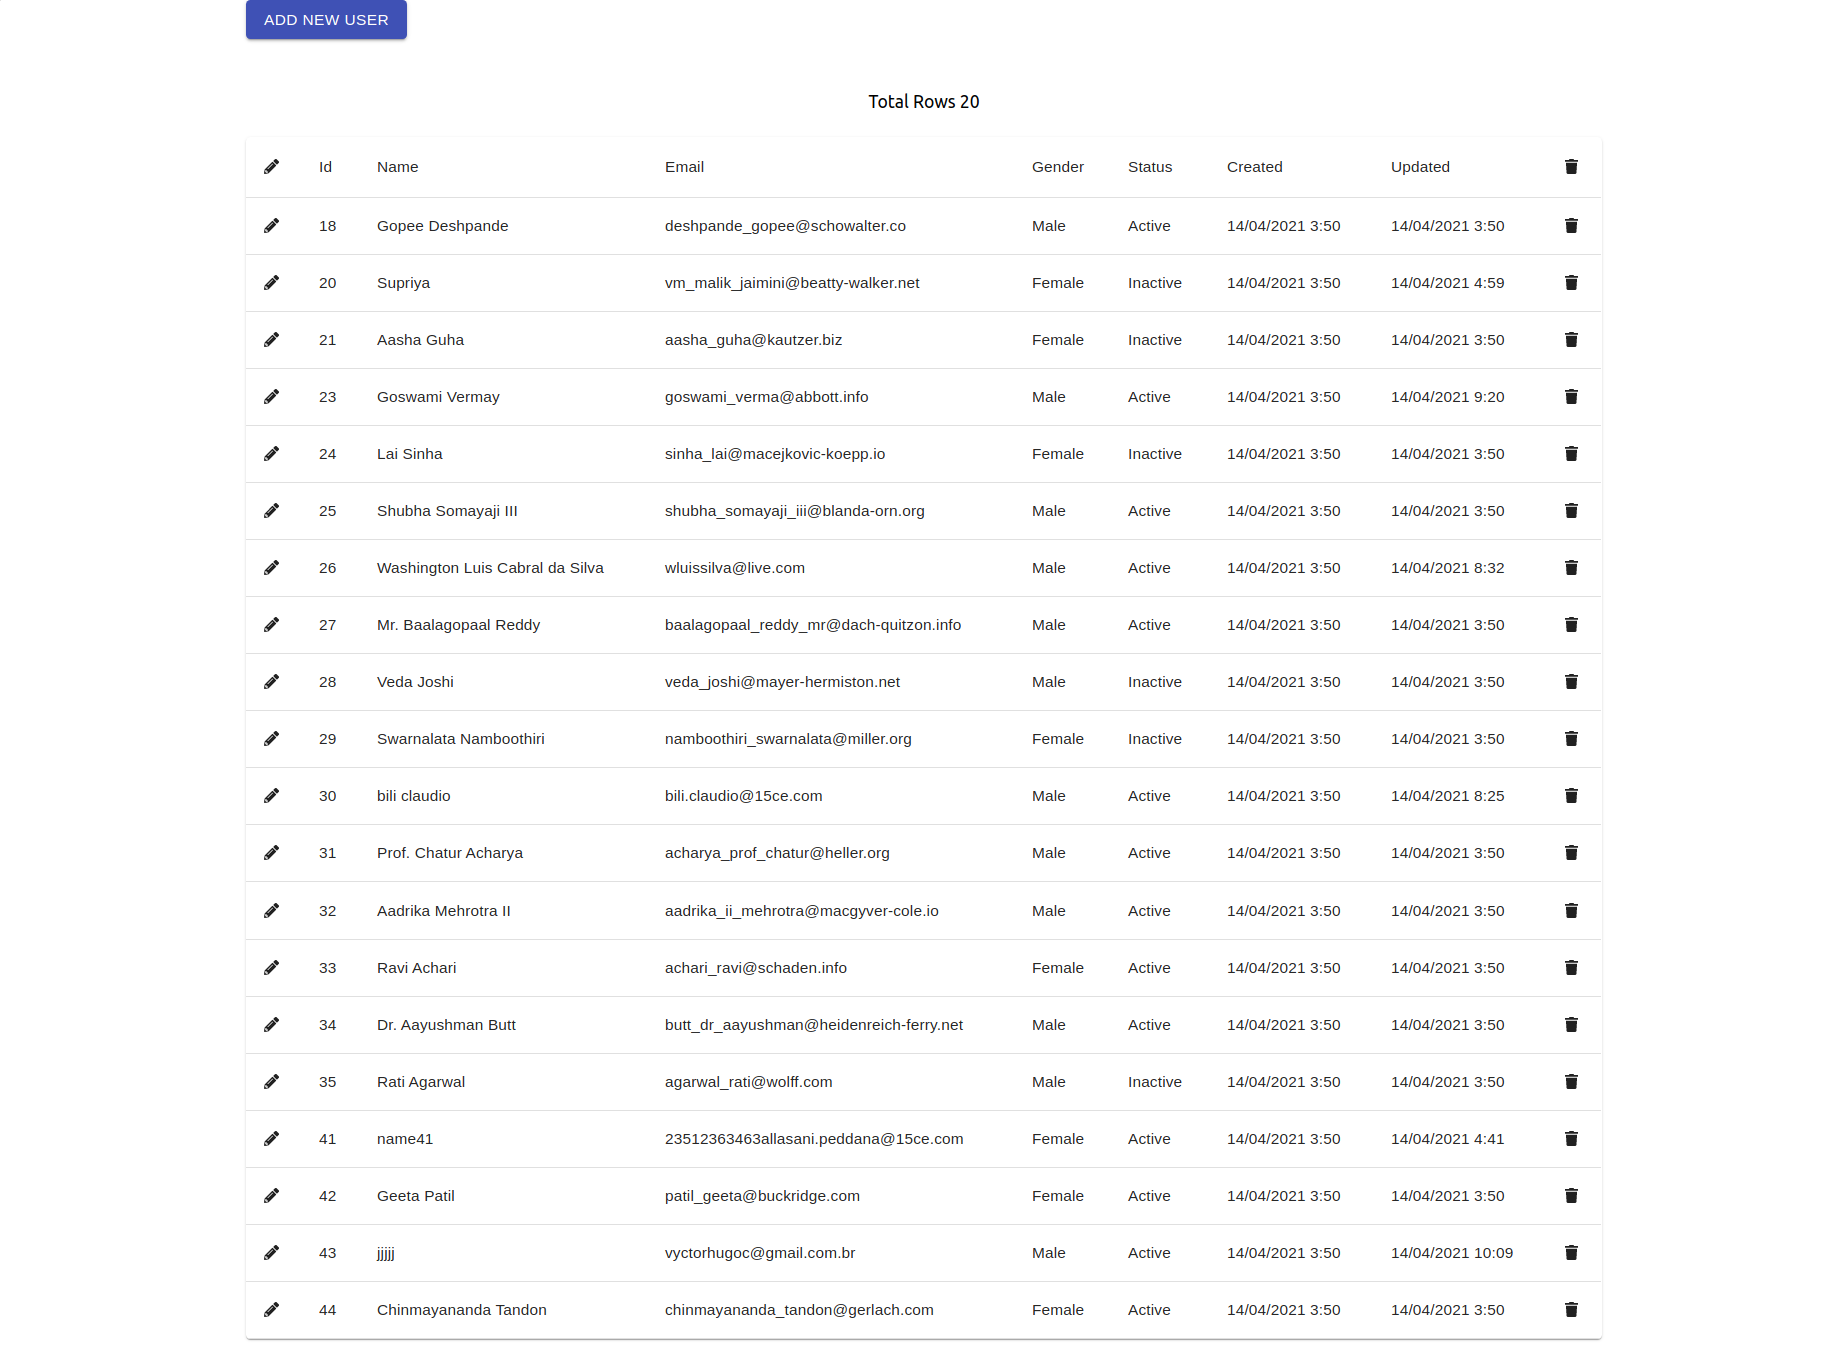 ADD NEW USER
Total Rows 20
Id Name Email Gender Status Created Updated
18 Gopee Deshpande deshpande_gopee@schowalter.co Male Active 14/04/2021 3:50 14/04/2021 3:50
20 Supriya vm_malik_jaimini@beatty-walker.net Female Inactive 14/04/2021 3:50 14/04/2021 4:59
21 Aasha Guha aasha_guha@kautzer.biz Female Inactive 14/04/2021 3:50 14/04/2021 3:50
23 Goswami Vermay goswami_verma@abbott.info Male Active 14/04/2021 3:50 14/04/2021 9:20
24 Lai Sinha sinha_lai@macejkovic-koepp.io Female Inactive 14/04/2021 3:50 14/04/2021 3:50
25 Shubha Somayaji III shubha_somayaji_iii@blanda-orn.org Male Active 14/04/2021 3:50 14/04/2021 3:50
26 Washington Luis Cabral da Silva wluissilva@live.com Male Active 14/04/2021 3:50 14/04/2021 8:32
27 Mr. Baalagopaal Reddy baalagopaal_reddy_mr@dach-quitzon.info Male Active 14/04/2021 3:50 14/04/2021 3:50
28 Veda Joshi veda_joshi@mayer-hermiston.net Male Inactive 14/04/2021 3:50 14/04/2021 3:50
29 Swarnalata Namboothiri namboothiri_swarnalata@miller.org Female Inactive 14/04/2021 3:50 14/04/2021 3:50
30 bili claudio bili.claudio@15ce.com Male Active 14/04/2021 3:50 14/04/2021 8:25
31 Prof. Chatur Acharya acharya_prof_chatur@heller.org Male Active 14/04/2021 3:50 14/04/2021 3:50
32 Aadrika Mehrotra II aadrika_ii_mehrotra@macgyver-cole.io Male Active 14/04/2021 3:50 14/04/2021 3:50
33 Ravi Achari achari_ravi@schaden.info Female Active 14/04/2021 3:50 14/04/2021 3:50
34 Dr. Aayushman Butt butt_dr_aayushman@heidenreich-ferry.net Male Active 14/04/2021 3:50 14/04/2021 3:50
35 Rati Agarwal agarwal_rati@wolff.com Male Inactive 14/04/2021 3:50 14/04/2021 3:50
41 name41 23512363463allasani.peddana@15ce.com Female Active 14/04/2021 3:50 14/04/2021 4:41
42 Geeta Patil patil_geeta@buckridge.com Female Active 14/04/2021 3:50 14/04/2021 3:50
43 jjjjj vyctorhugoc@gmail.com.br Male Active 14/04/2021 3:50 14/04/2021 10:09
44 Chinmayananda Tandon chinmayananda_tandon@gerlach.com Female Active 14/04/2021 3:50 14/04/2021 3:50